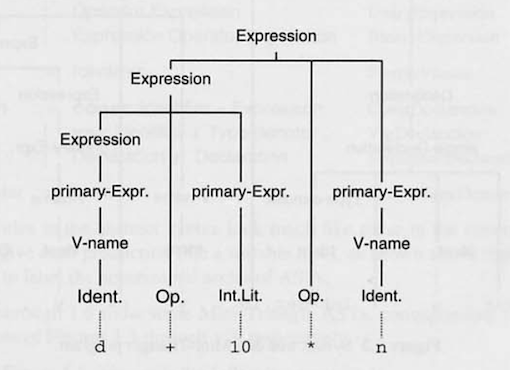 Expression
Expression
Expression
primary-Expr. primary-Expr. primary-Expr.
V-name V-name
Ident. Op. Int.Lit. Op. Ident.
d + 10 * n